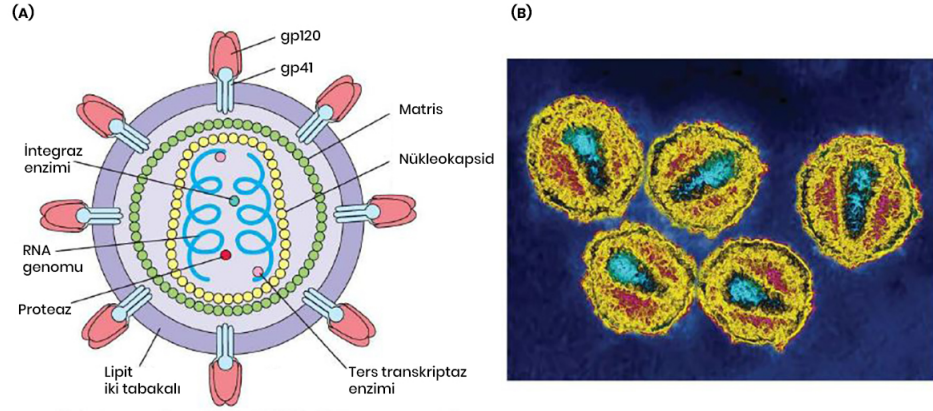 (A)
gp120
gp41
Matris
İntegraz
enzimi
Nükleokapsid
RNA
genomu
Proteaz
Lipit
iki tabakalı
Ters transkriptaz
enzimi
(B)